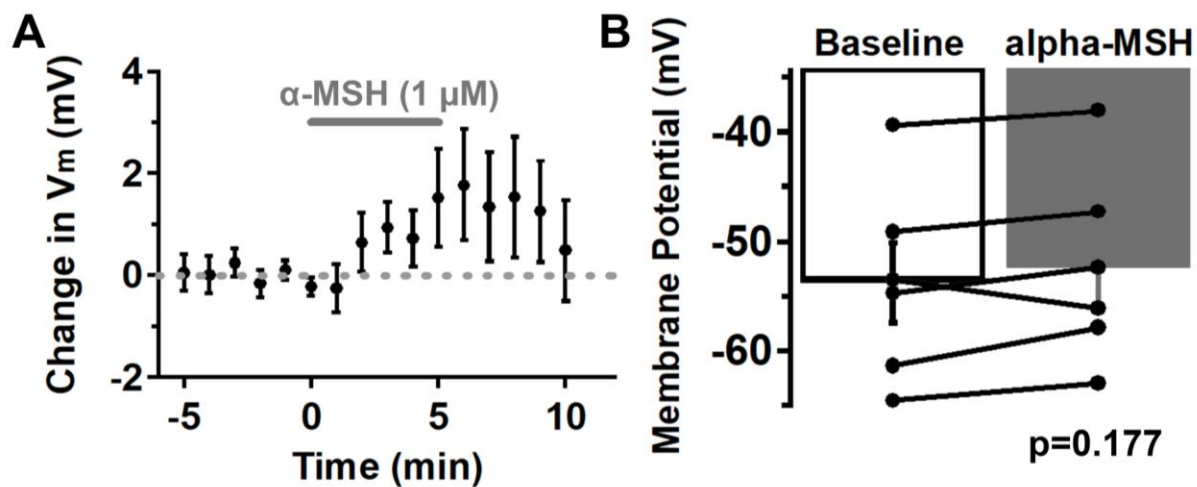 A
Change in Vm (mV)
4
2
0
-2
α-MSH (1 µM)
-5
0
5
10
Time (min)
B
Baseline
alpha-MSH
Membrane Potential (mV)
-40
-50
-60
p=0.177